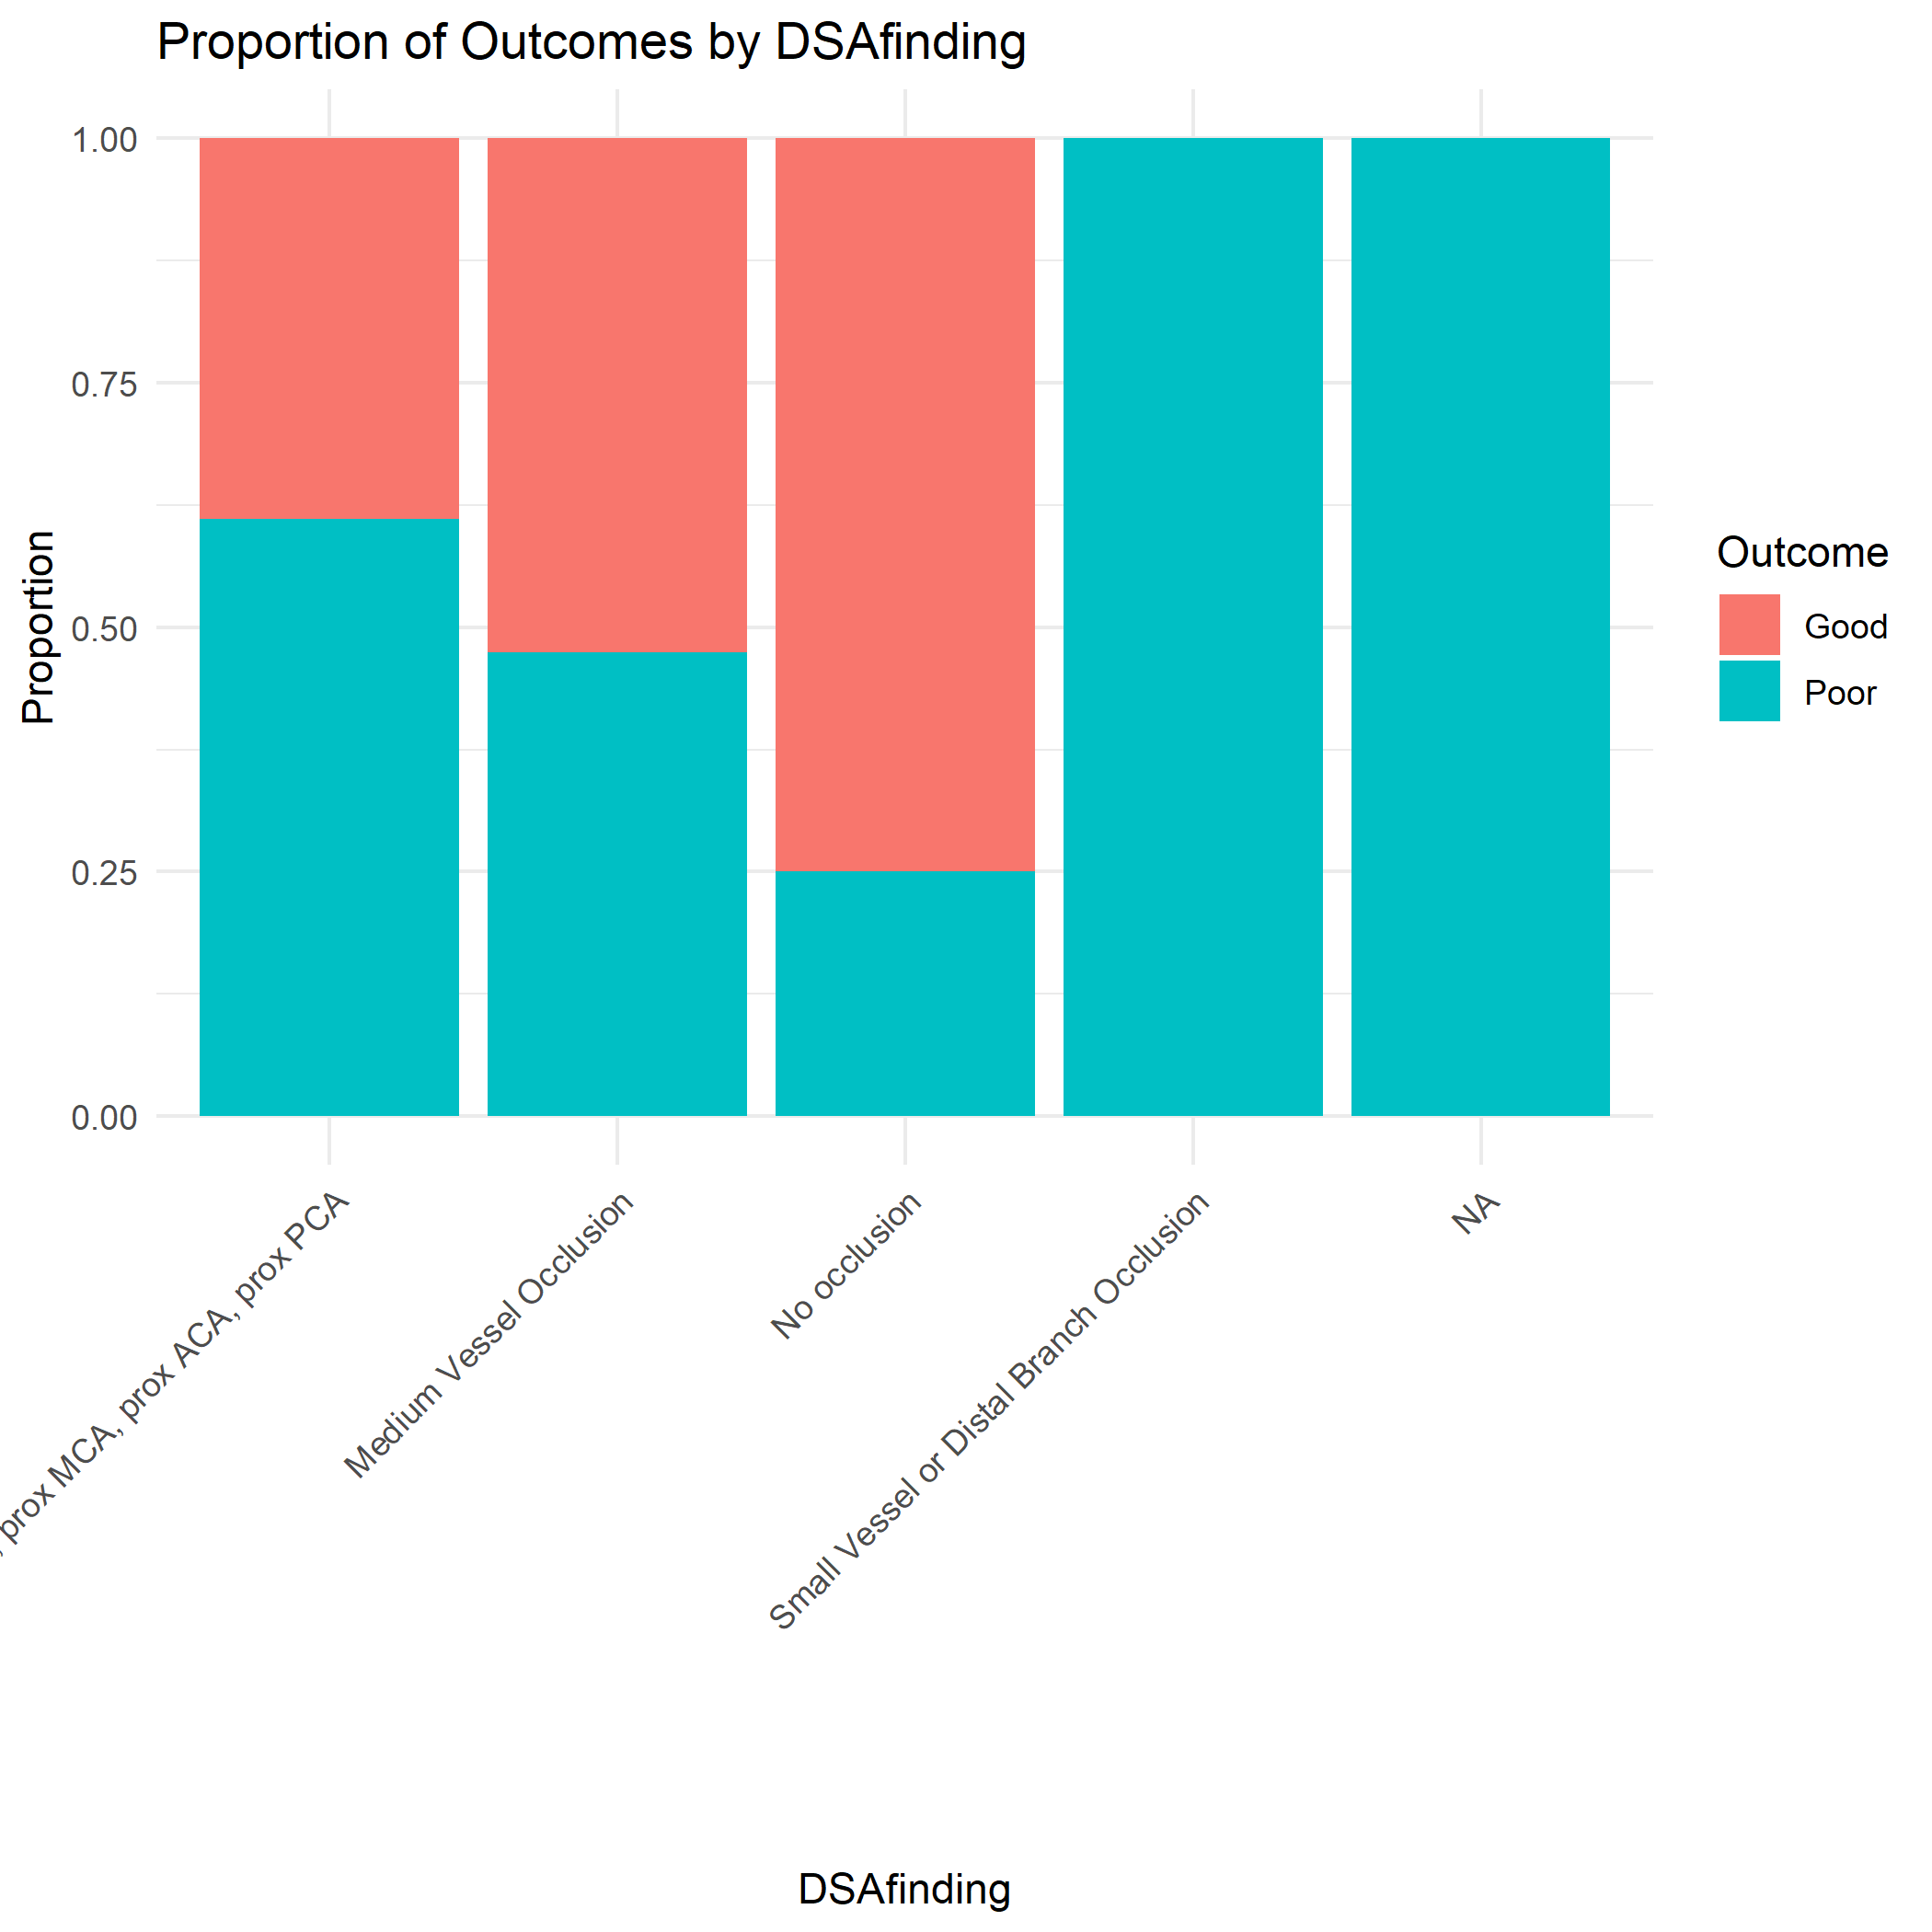 Proportion of Outcomes by DSAfinding
1.00
0.75
0.50
0.25
0.00
Proportion
, prox MCA, prox ACA, prox PCA
Medium Vessel Occlusion
No occlusion
Small Vessel or Distal Branch Occlusion
NA
DSAfinding
Outcome
Good
Poor